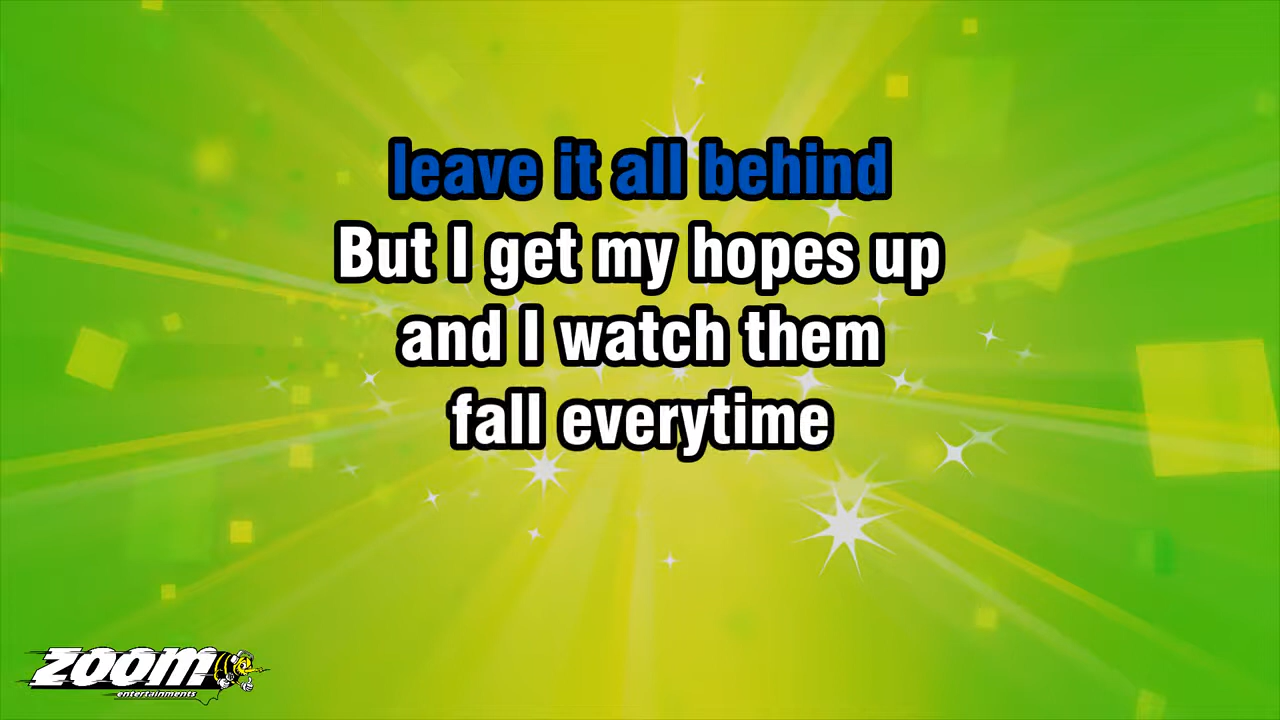 leave it all behind
But I get my hopes up
and I watch them
fall everytime
zoom
entertainments